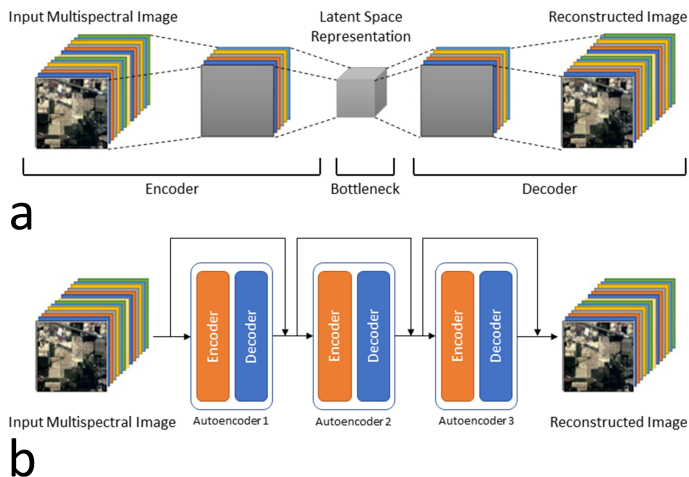 Input Multispectral Image
Latent Space
Representation
Reconstructed Image
Encoder
Bottleneck
Decoder
a
Encoder
Decoder
Encoder
Decoder
Encoder
Decoder
Input Multispectral Image
Autoencoder 1
Autoencoder 2
Autoencoder 3
Reconstructed Image
b